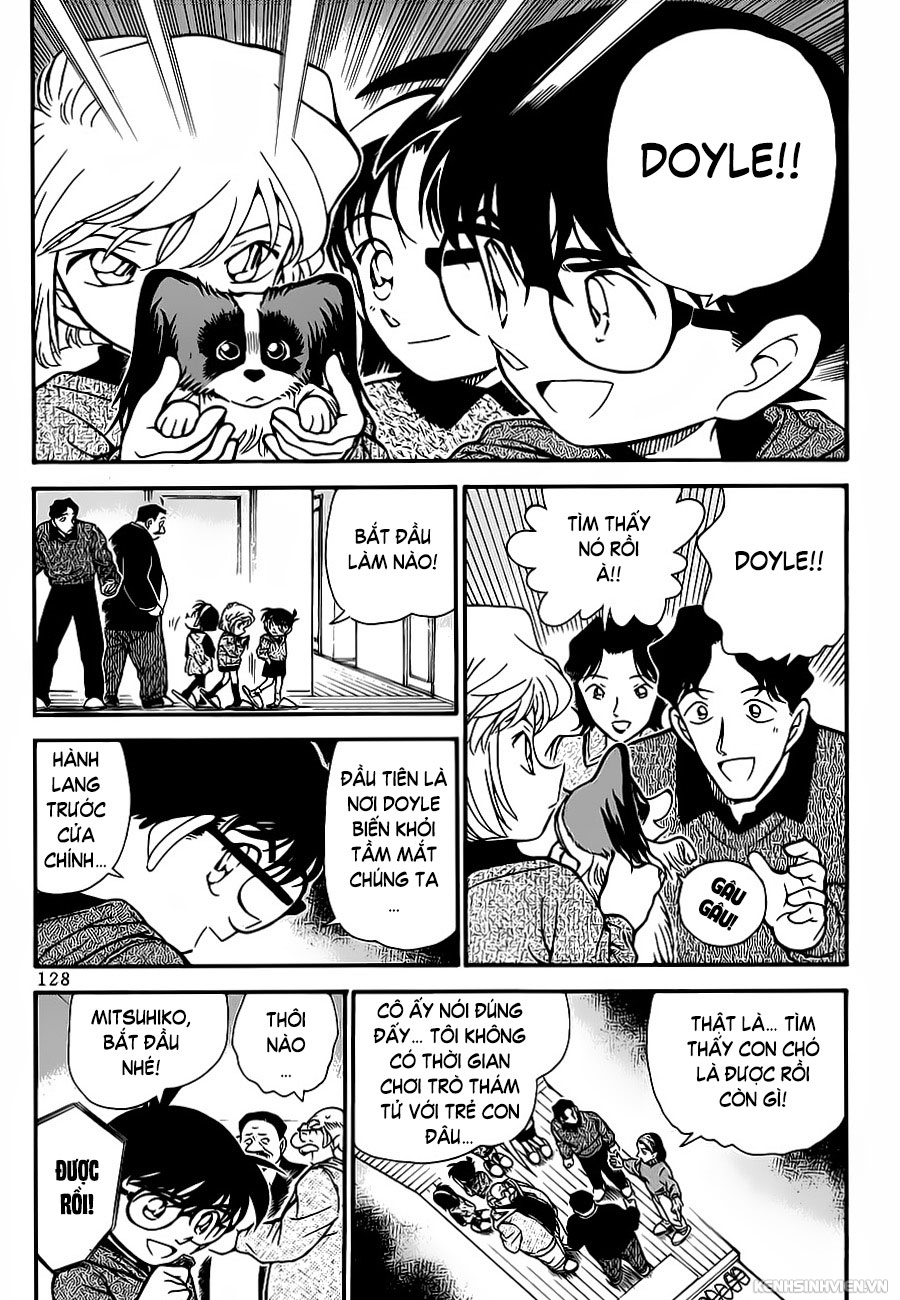 DOYLE!!
DOYLE!!
TÌM THẤY
NÓ RỒI
À!!
GÂU
GÂU!
BẮT ĐẦU
LÀM NÀO!
ĐẦU TIÊN LÀ
NƠI DOYLE
BIẾN KHỎI
TẦM MẮT
CHÚNG TA
...
HÀNH
LANG
TRƯỚC
CỬA
CHÍNH...
128
THẬT LÀ... TÌM
THẤY CON CHÓ
LÀ ĐƯỢC RỒI
CÒN GÌ!
CÔ ẤY NÓI ĐÚNG
ĐẤY... TÔI KHÔNG
CÓ THỜI GIAN
CHƠI TRÒ THÁM
TỬ VỚI TRẺ CON
ĐÂU...
THÔI
NÀO
...
MITSUHIKO,
BẮT ĐẦU
NHÉ!
ĐƯỢC
RỒI!
KENHSINHVIEN.VN